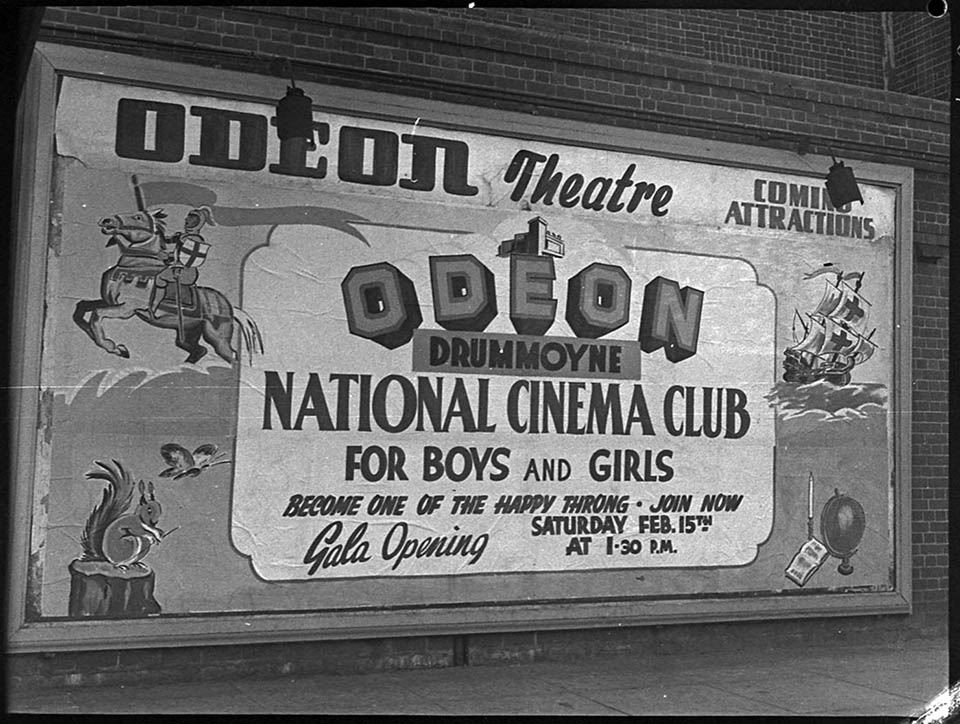 ODEON Theatre
COMING
ATTRACTIONS
ODEON
DRUMMOYNE
NATIONAL CINEMA CLUB
FOR BOYS AND GIRLS
BECOME ONE OF THE HAPPY THRONG · JOIN NOW
Gala Opening
SATURDAY FEB. 15TH
AT 1·30 P.M.